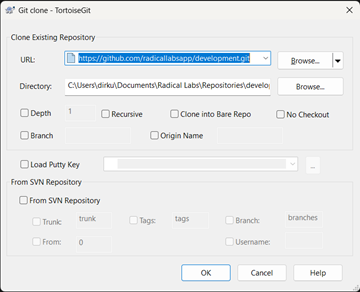 Git clone - TortoiseGit
Clone Existing Repository
URL: https://github.com/radicallabsapp/development.git Browse...
Directory: C:\Users\dirku\Documents\Radical Labs\Repositories\develop Browse...
Depth 1 Recursive Clone into Bare Repo No Checkout
Branch Origin Name
Load Putty Key ...
From SVN Repository
From SVN Repository
Trunk: trunk Tags: tags Branch: branches
From: 0 Username:
OK Cancel Help